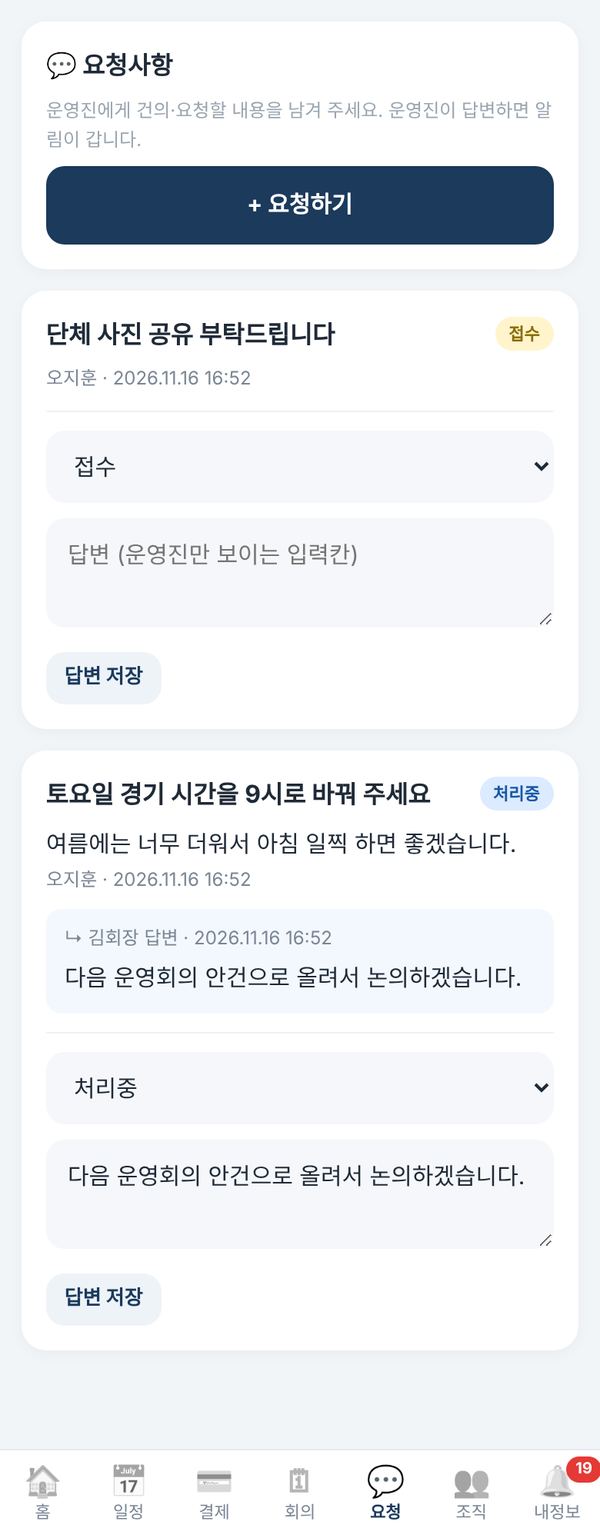 💬 요청사항
운영진에게 건의·요청할 내용을 남겨 주세요. 운영진이 답변하면 알
림이 갑니다.
+ 요청하기
단체 사진 공유 부탁드립니다
접수
오지훈 · 2026.11.16 16:52
접수
답변 (운영진만 보이는 입력칸)
답변 저장
토요일 경기 시간을 9시로 바꿔 주세요
처리중
여름에는 너무 더워서 아침 일찍 하면 좋겠습니다.
오지훈 · 2026.11.16 16:52
↳ 김회장 답변 · 2026.11.16 16:52
다음 운영회의 안건으로 올려서 논의하겠습니다.
처리중
다음 운영회의 안건으로 올려서 논의하겠습니다.
답변 저장
July
17
19
홈
일정
결제
회의
요청
조직
내정보